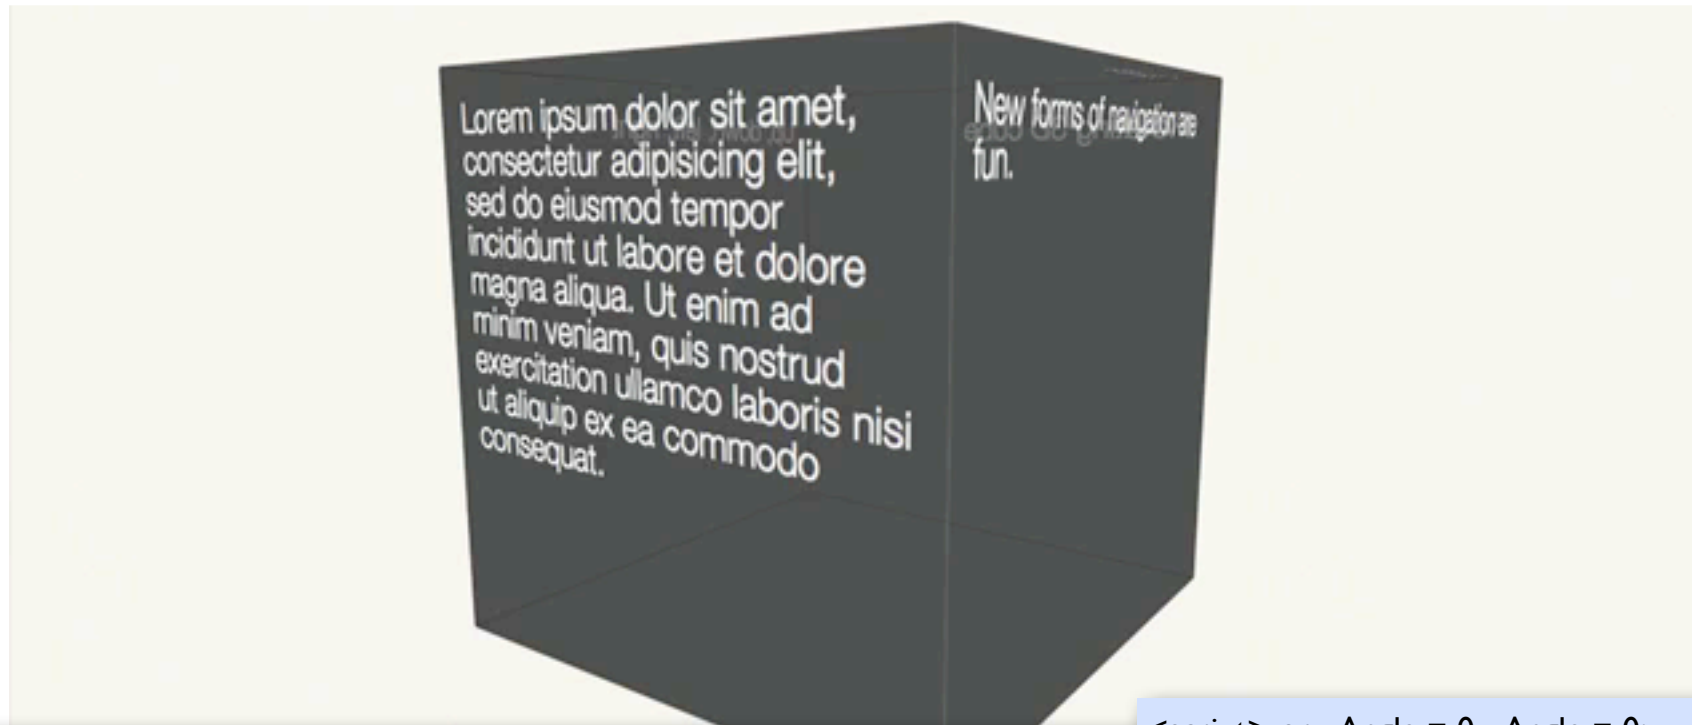 Lorem ipsum dolor sit amet,
consectetur adipisicing elit,
sed do eiusmod tempor
incididunt ut labore et dolore
magna aliqua. Ut enim ad
minim veniam, quis nostrud
exercitation ullamco laboris nisi
ut aliquip ex ea commodo
consequat.
New forms of navigation are
fun.